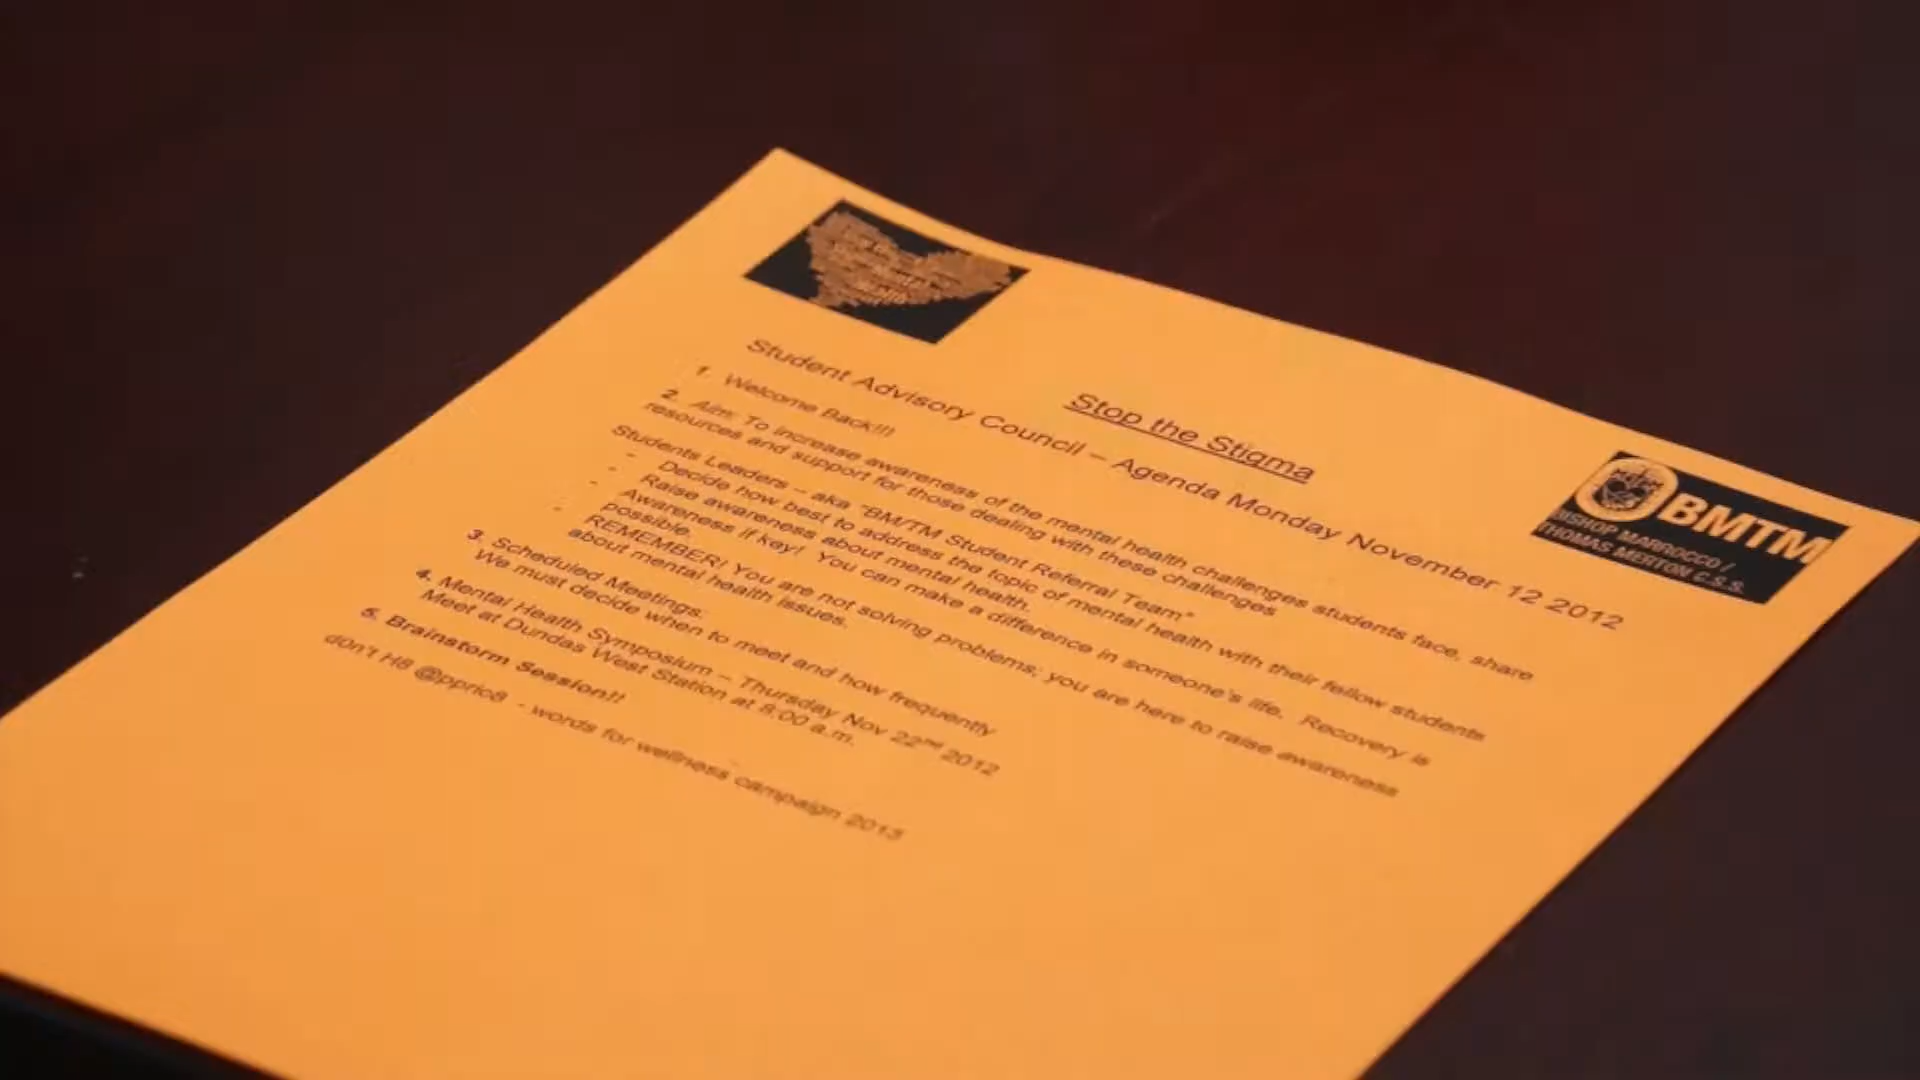 Stop the Stigma
BMTM
BISHOP MARROCCO /
THOMAS MERTON C.S.S.
Student Advisory Council – Agenda Monday November 12 2012
1. Welcome Back!!!
2. Aim: To increase awareness of the mental health challenges students face, share
resources and support for those dealing with these challenges
Students Leaders – aka "BM/TM Student Referral Team"
- Decide how best to address the topic of mental health with their fellow students
- Raise awareness about mental health.
- Awareness if key! You can make a difference in someone's life. Recovery is
possible.
- REMEMBER! You are not solving problems; you are here to raise awareness
about mental health issues.
3. Scheduled Meetings:
We must decide when to meet and how frequently
4. Mental Health Symposium – Thursday Nov 22nd 2012
Meet at Dundas West Station at 8:00 a.m.
5. Brainstorm Session!!
don't H8 @ppric8 - words for wellness campaign 2013